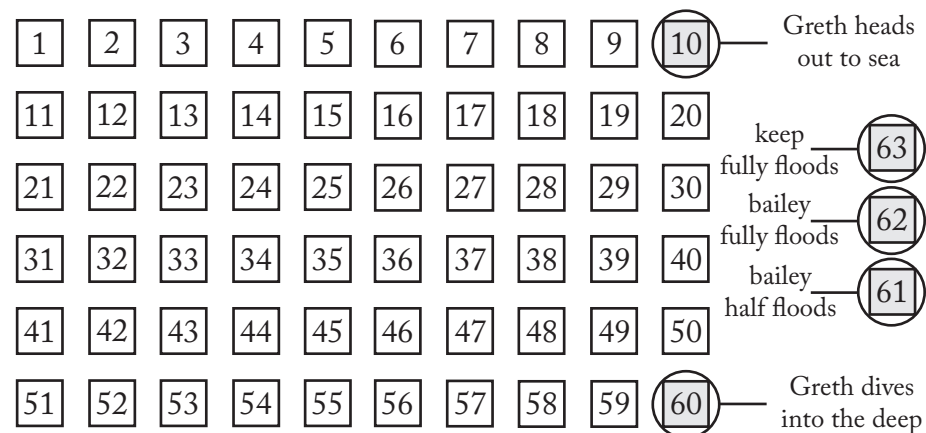 1 2 3 4 5 6 7 8 9 10 Greth heads
out to sea
11 12 13 14 15 16 17 18 19 20
keep
fully floods 63
21 22 23 24 25 26 27 28 29 30
bailey
fully floods 62
31 32 33 34 35 36 37 38 39 40
bailey
half floods 61
41 42 43 44 45 46 47 48 49 50
51 52 53 54 55 56 57 58 59 60 Greth dives
into the deep